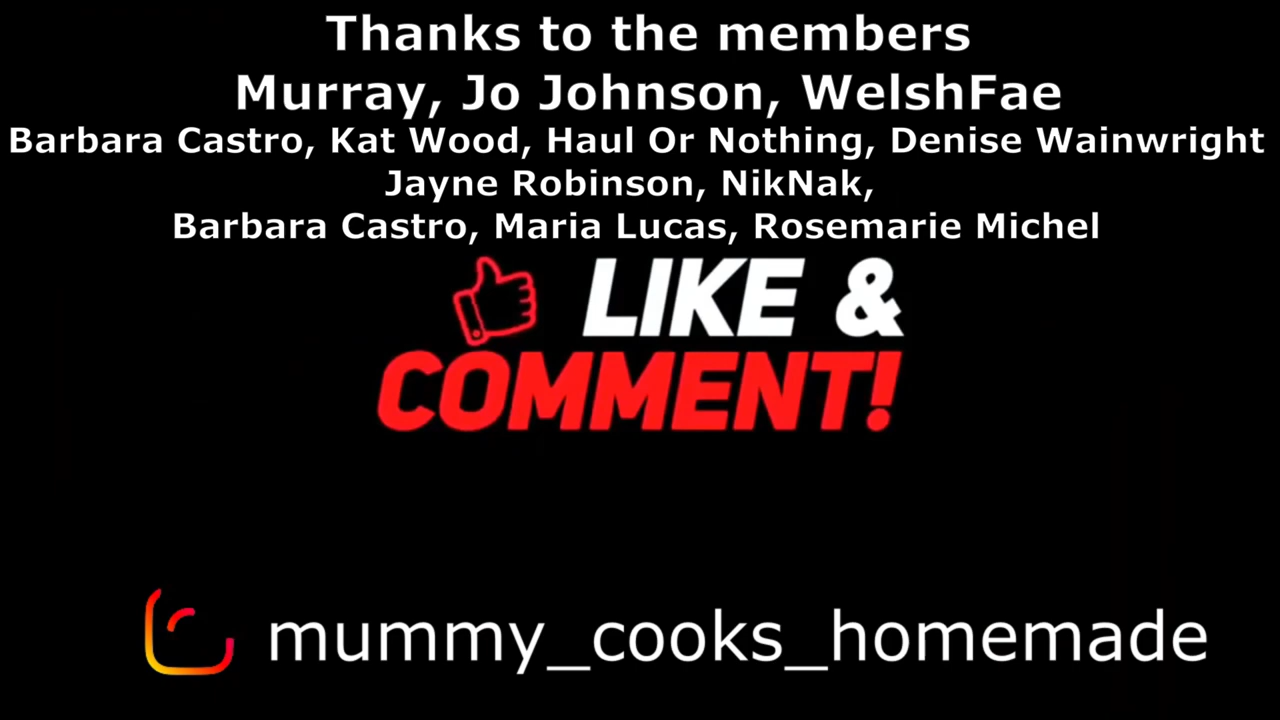 Thanks to the members
Murray, Jo Johnson, WelshFae
Barbara Castro, Kat Wood, Haul Or Nothing, Denise Wainwright
Jayne Robinson, NikNak,
Barbara Castro, Maria Lucas, Rosemarie Michel
LIKE &
COMMENT!
mummy_cooks_homemade